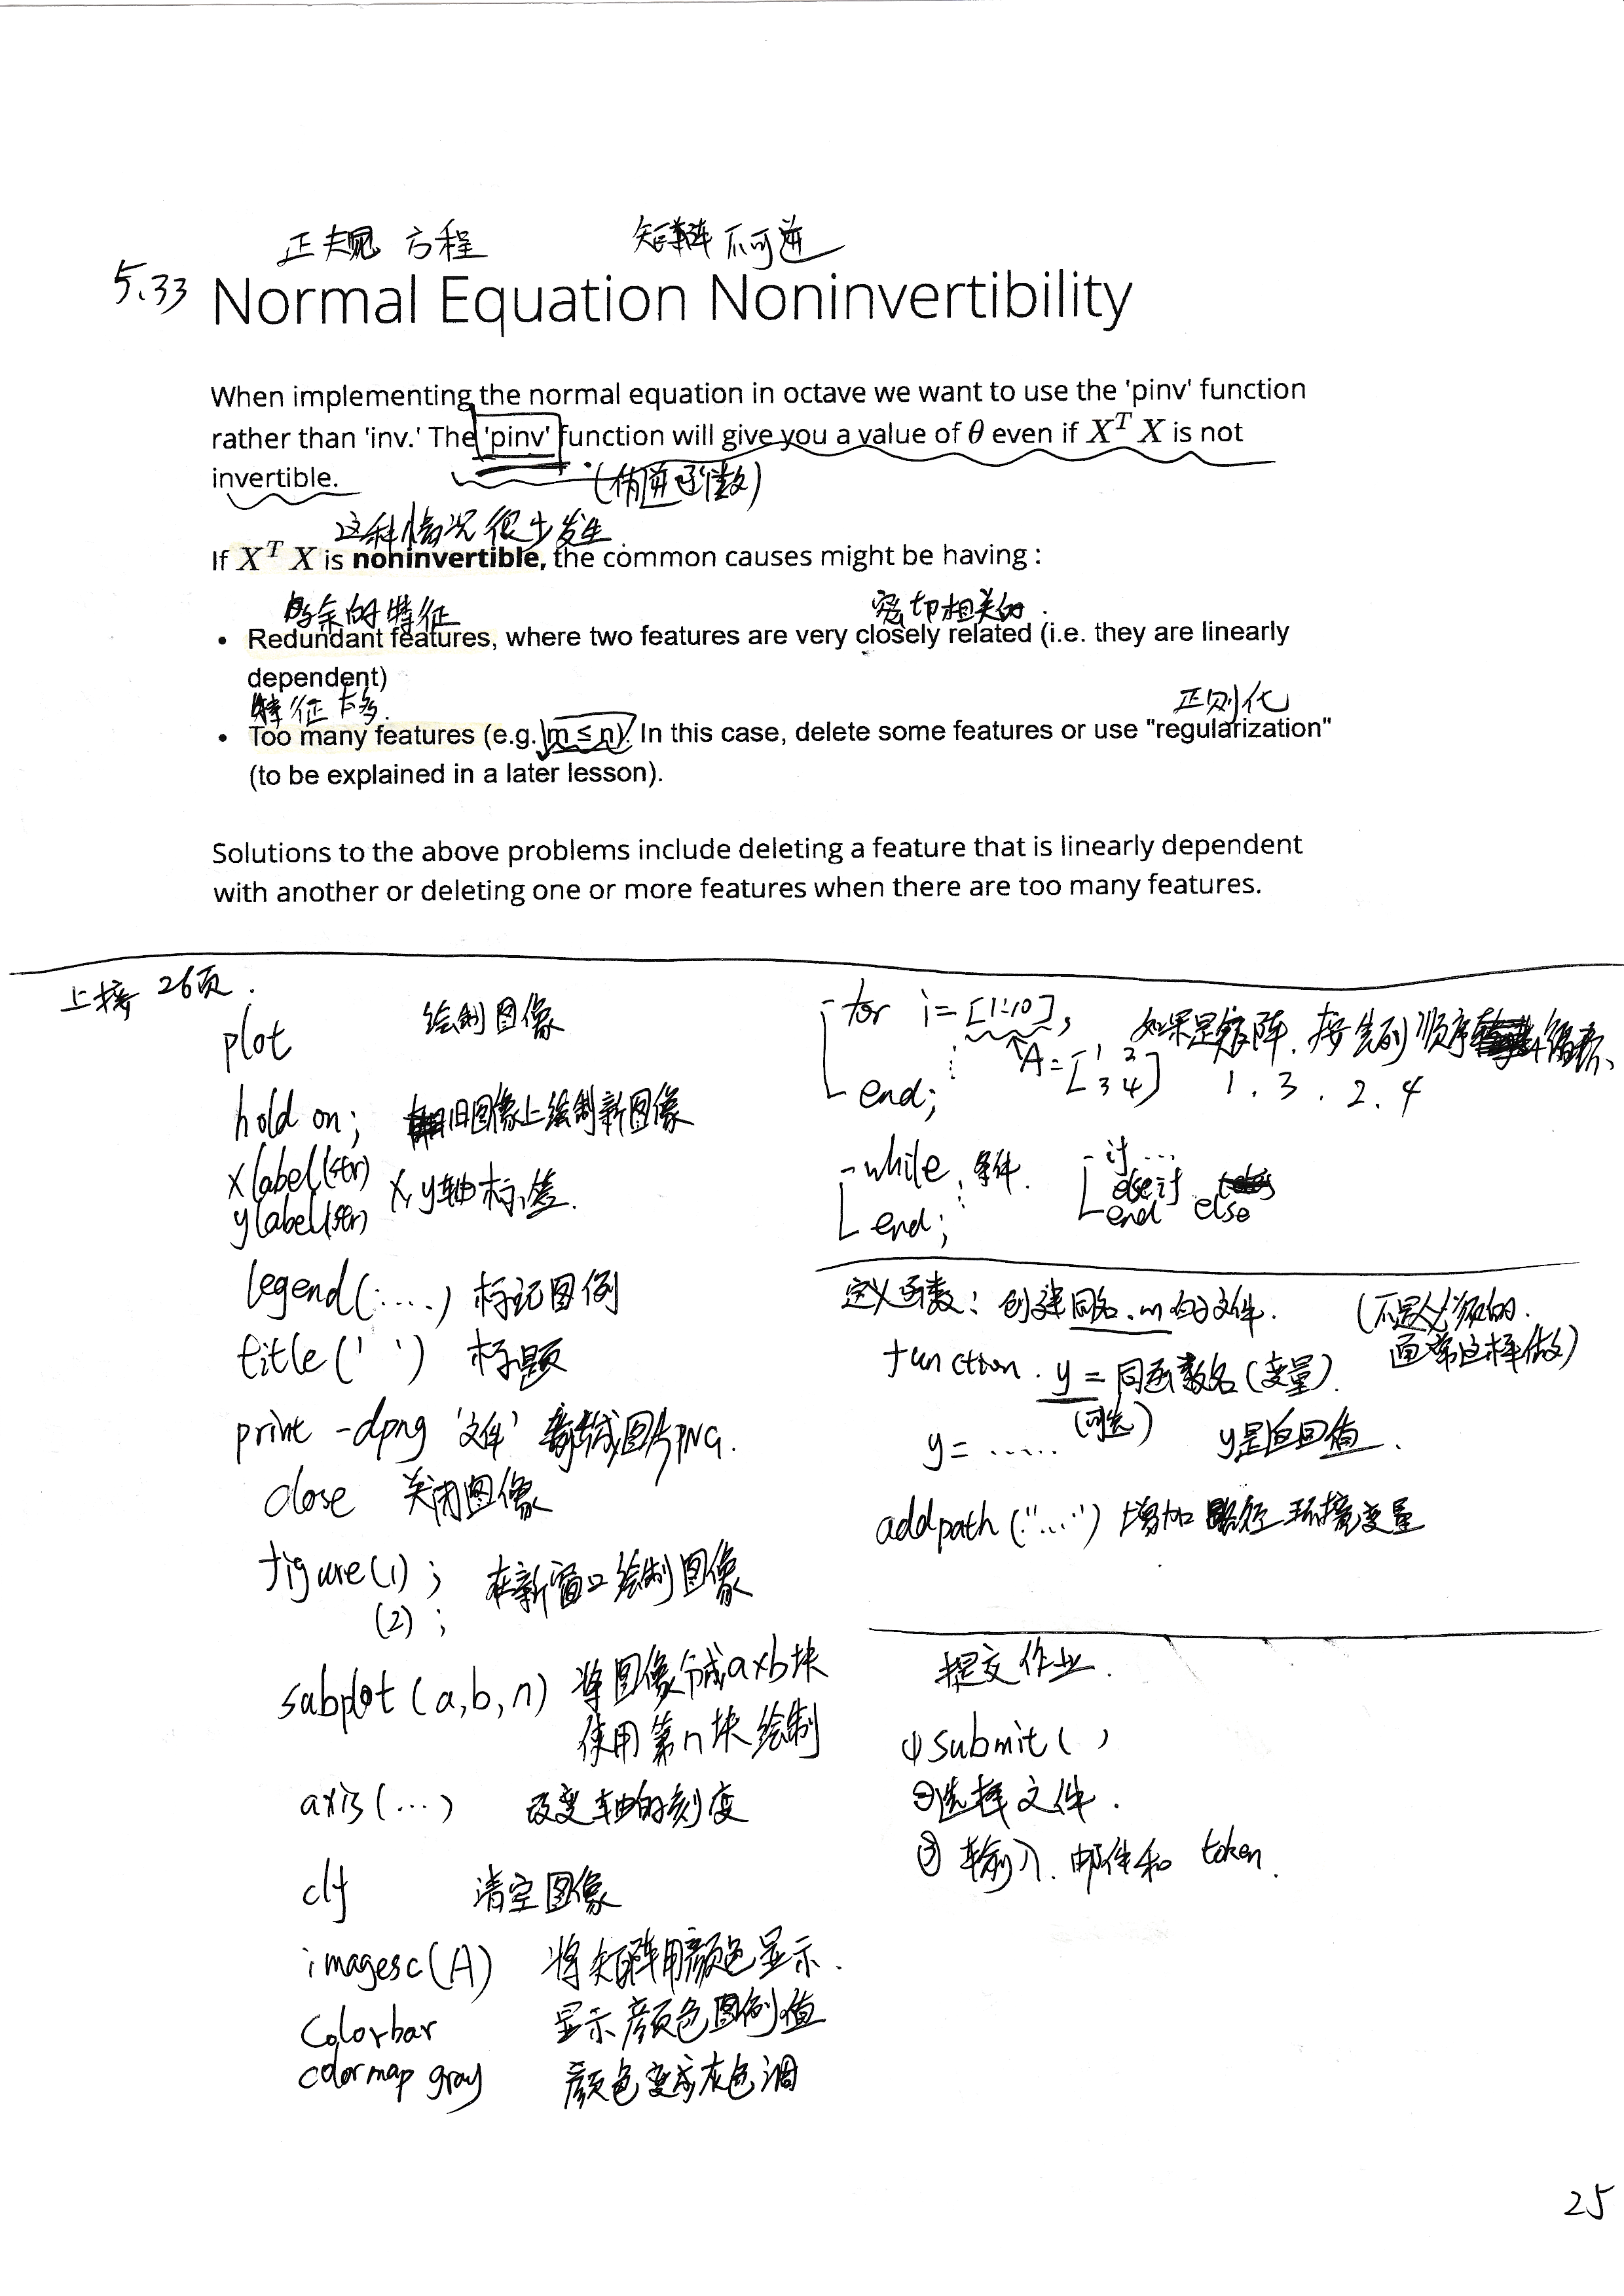 正规 方程 矩阵不可逆
5.33 Normal Equation Noninvertibility
When implementing the normal equation in octave we want to use the 'pinv' function
rather than 'inv.' The 'pinv' function will give you a value of θ even if X^T X is not
invertible.
(伪逆函数)
这种情况很少发生
If X^T X is noninvertible, the common causes might be having :
多余的特征 密切相关的.
• Redundant features, where two features are very closely related (i.e. they are linearly
dependent)
特征太多. 正则化
• Too many features (e.g. m ≤ n). In this case, delete some features or use "regularization"
(to be explained in a later lesson).
Solutions to the above problems include deleting a feature that is linearly dependent
with another or deleting one or more features when there are too many features.
上接 26页.
plot 绘制图像
hold on; 旧图像上绘制新图像
xlabel(str)
ylabel(str) x,y轴标签.
legend(.....) 标记图例
title(' ') 标题
print -dpng '文件' 图片PNG.
close 关闭图像
figure(1); 在新窗口绘制图像
(2);
subplot(a,b,n) 将图像分成a×b块
使用第n块绘制
axis(...) 改变轴的刻度
clf 清空图像
imagesc(A) 将矩阵用颜色显示.
Colorbar 显示颜色图例值
colormap gray 颜色变成灰色调
for i=[1:10], 如果是矩阵.按先列顺序
A=[1 2
3 4] 1.3.2.4
end;
while 条件.
end;
if...
elseif
else
end
定义函数: 创建同名.m的文件. (不是必须的.
通常这样做)
function. y = 同函数名(变量).
(可选)
y= ..... y是返回值.
addpath("...") 增加路径环境变量
提交作业.
① submit( )
②选择文件.
③ 输入.邮件和 token.
25